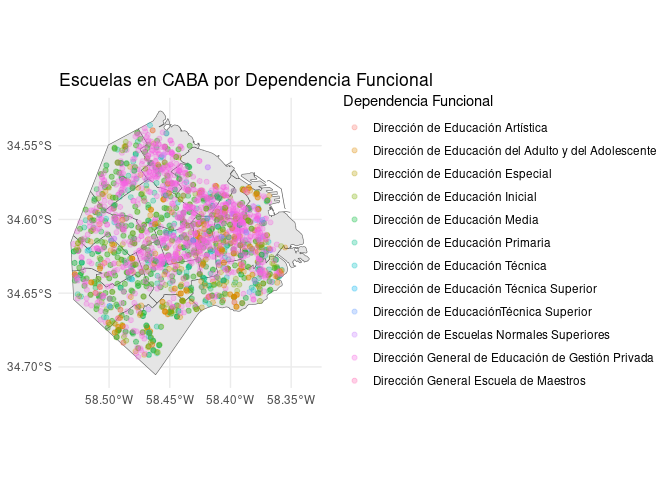 Escuelas en CABA por Dependencia Funcional
Dependencia Funcional
Dirección de Educación Artística
Dirección de Educación del Adulto y del Adolescente
Dirección de Educación Especial
Dirección de Educación Inicial
Dirección de Educación Media
Dirección de Educación Primaria
Dirección de Educación Técnica
Dirección de Educación Técnica Superior
Dirección de EducaciónTécnica Superior
Dirección de Escuelas Normales Superiores
Dirección General de Educación de Gestión Privada
Dirección General Escuela de Maestros
34.55°S
34.60°S
34.65°S
34.70°S
58.50°W 58.45°W 58.40°W 58.35°W